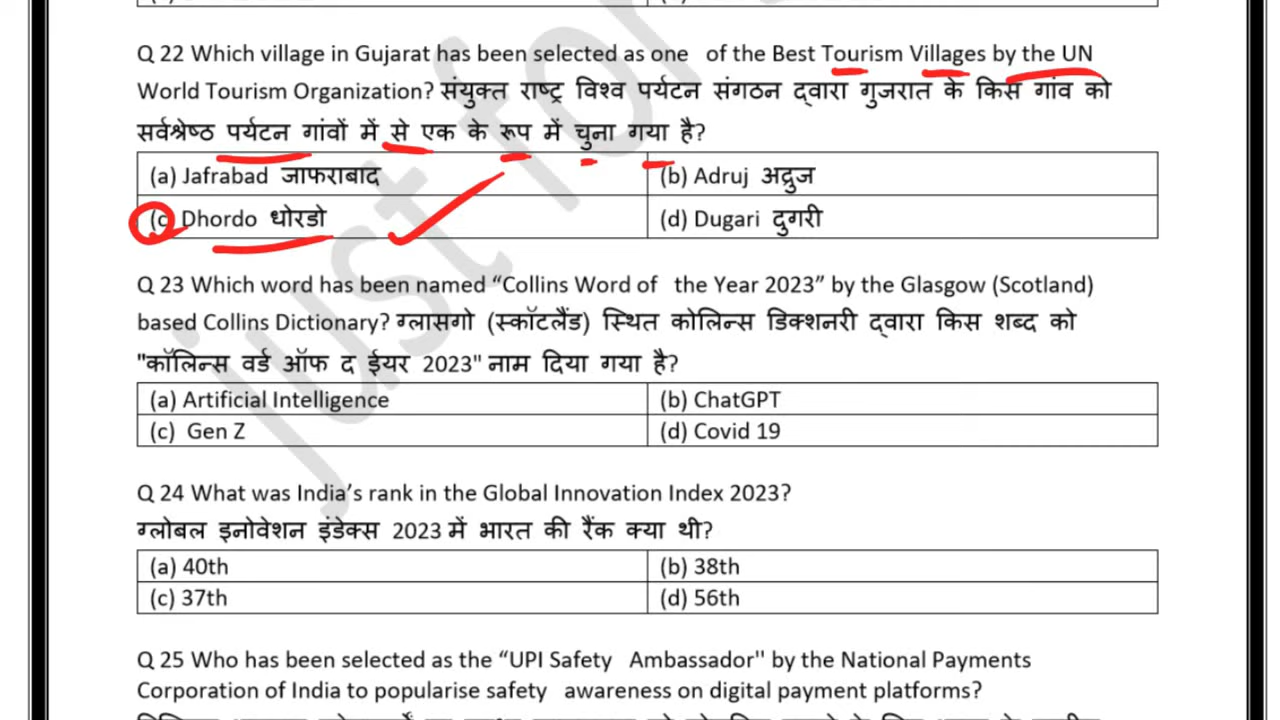 Q 22 Which village in Gujarat has been selected as one of the Best Tourism Villages by the UN
World Tourism Organization? संयुक्त राष्ट्र विश्व पर्यटन संगठन द्वारा गुजरात के किस गांव को
सर्वश्रेष्ठ पर्यटन गांवों में से एक के रूप में चुना गया है?
(a) Jafrabad जाफराबाद
(b) Adruj अद्रुज
(c) Dhordo धोरडो
(d) Dugari दुगरी
Q 23 Which word has been named “Collins Word of the Year 2023” by the Glasgow (Scotland)
based Collins Dictionary? ग्लासगो (स्कॉटलैंड) स्थित कोलिन्स डिक्शनरी द्वारा किस शब्द को
"कॉलिन्स वर्ड ऑफ द ईयर 2023" नाम दिया गया है?
(a) Artificial Intelligence
(b) ChatGPT
(c) Gen Z
(d) Covid 19
Q 24 What was India’s rank in the Global Innovation Index 2023?
ग्लोबल इनोवेशन इंडेक्स 2023 में भारत की रैंक क्या थी?
(a) 40th
(b) 38th
(c) 37th
(d) 56th
Q 25 Who has been selected as the “UPI Safety Ambassador" by the National Payments
Corporation of India to popularise safety awareness on digital payment platforms?
just for